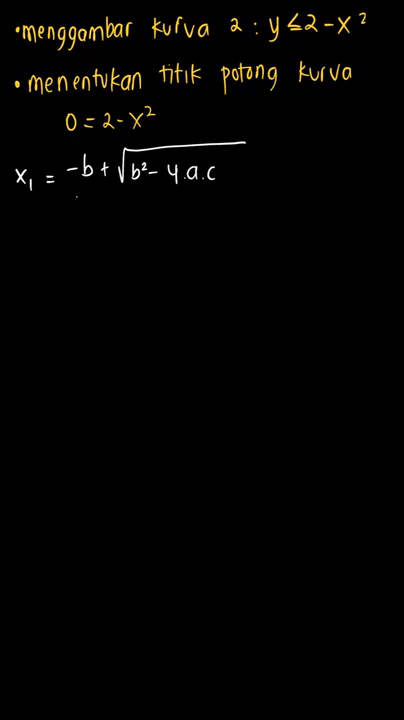 •menggambar kurva 2 : y ≤ 2 - x²
• menentukan titik potong kurva
0 = 2 - x²
x₁ = -b + √b² - 4.a.c